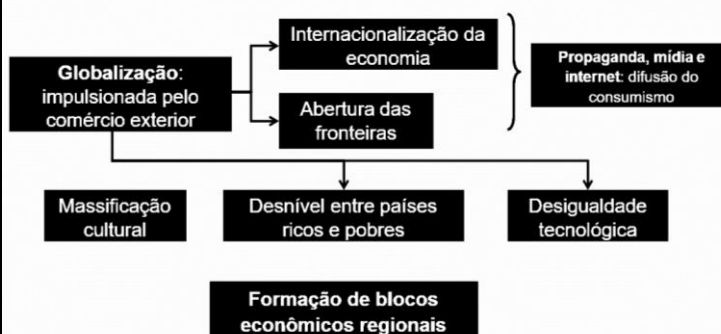 Globalização:
impulsionada pelo
comércio exterior
Internacionalização da
economia
Abertura das
fronteiras
Propaganda, mídia e
internet: difusão do
consumismo
Massificação
cultural
Desnível entre países
ricos e pobres
Desigualdade
tecnológica
Formação de blocos
econômicos regionais